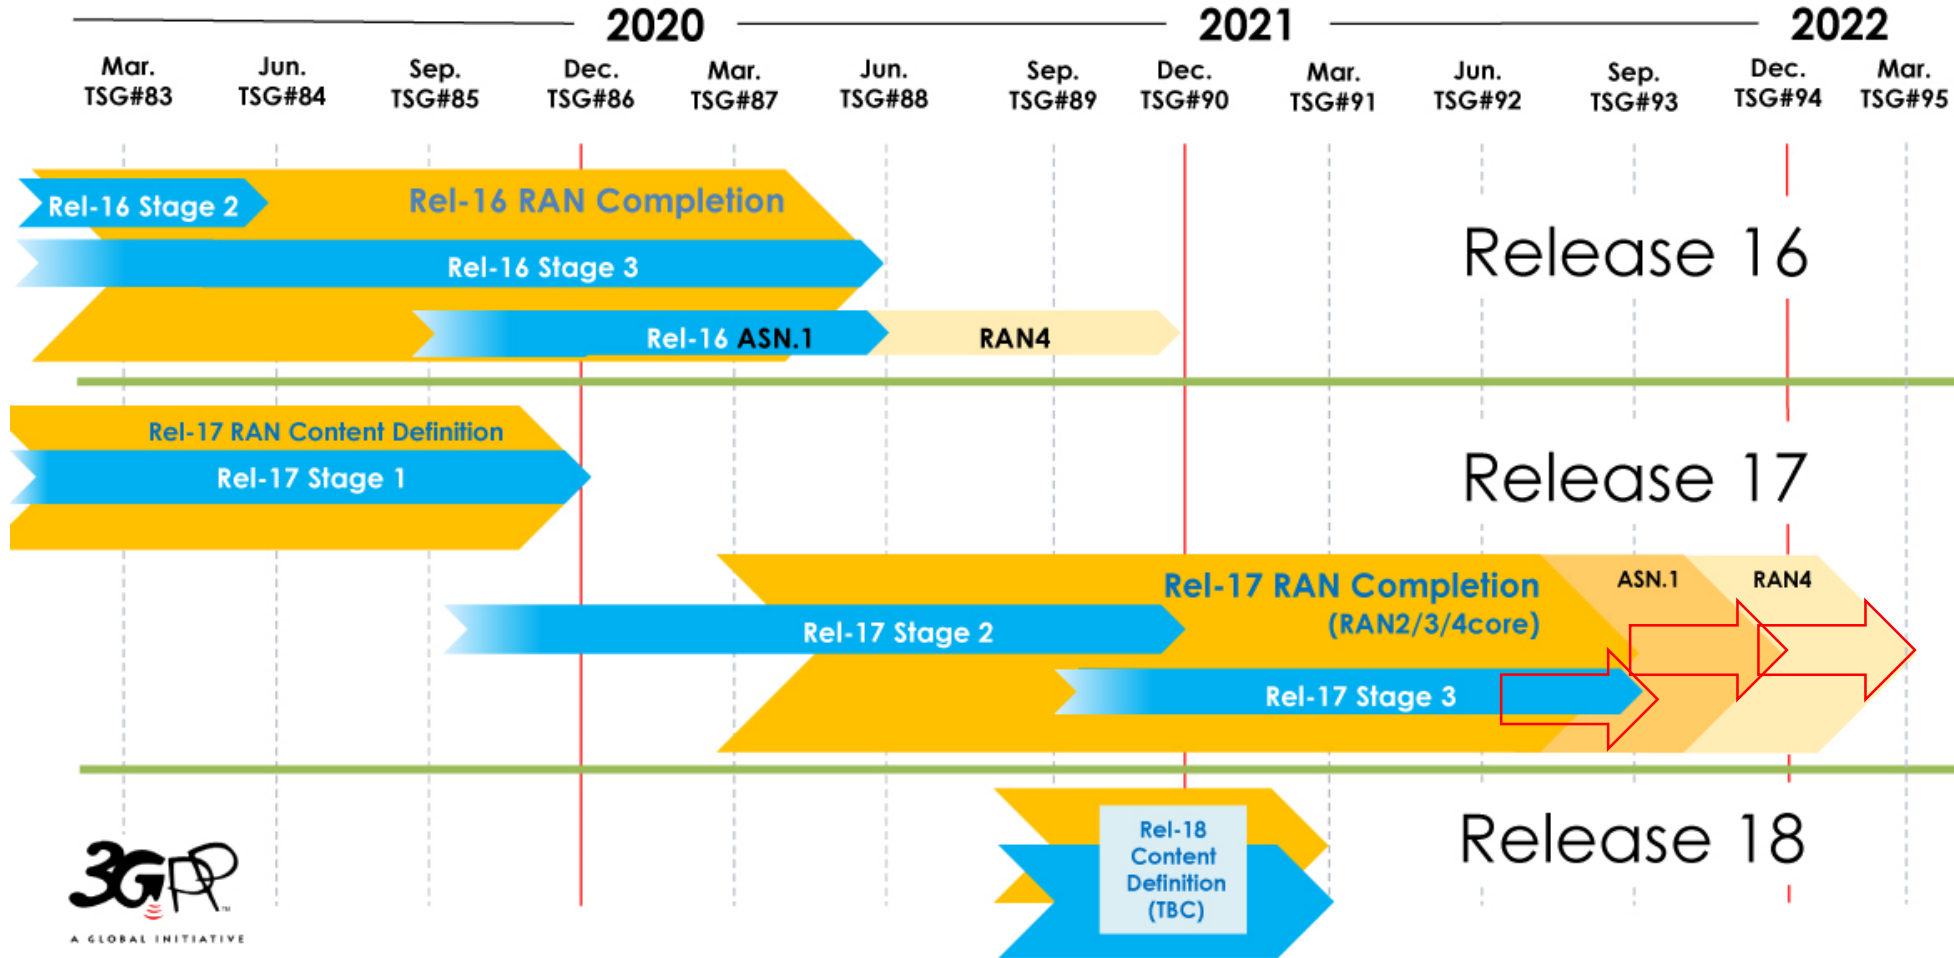 2020
2021
2022
Mar. TSG#83
Jun. TSG#84
Sep. TSG#85
Dec. TSG#86
Mar. TSG#87
Jun. TSG#88
Sep. TSG#89
Dec. TSG#90
Mar. TSG#91
Jun. TSG#92
Sep. TSG#93
Dec. TSG#94
Mar. TSG#95
Rel-16 Stage 2
Rel-16 RAN Completion
Rel-16 Stage 3
Rel-16 ASN.1
RAN4
Release 16
Rel-17 RAN Content Definition
Rel-17 Stage 1
Release 17
Rel-17 RAN Completion
(RAN2/3/4core)
ASN.1
RAN4
Rel-17 Stage 2
Rel-17 Stage 3
Rel-18
Content
Definition
(TBC)
Release 18
3GPP
TM
A GLOBAL INITIATIVE